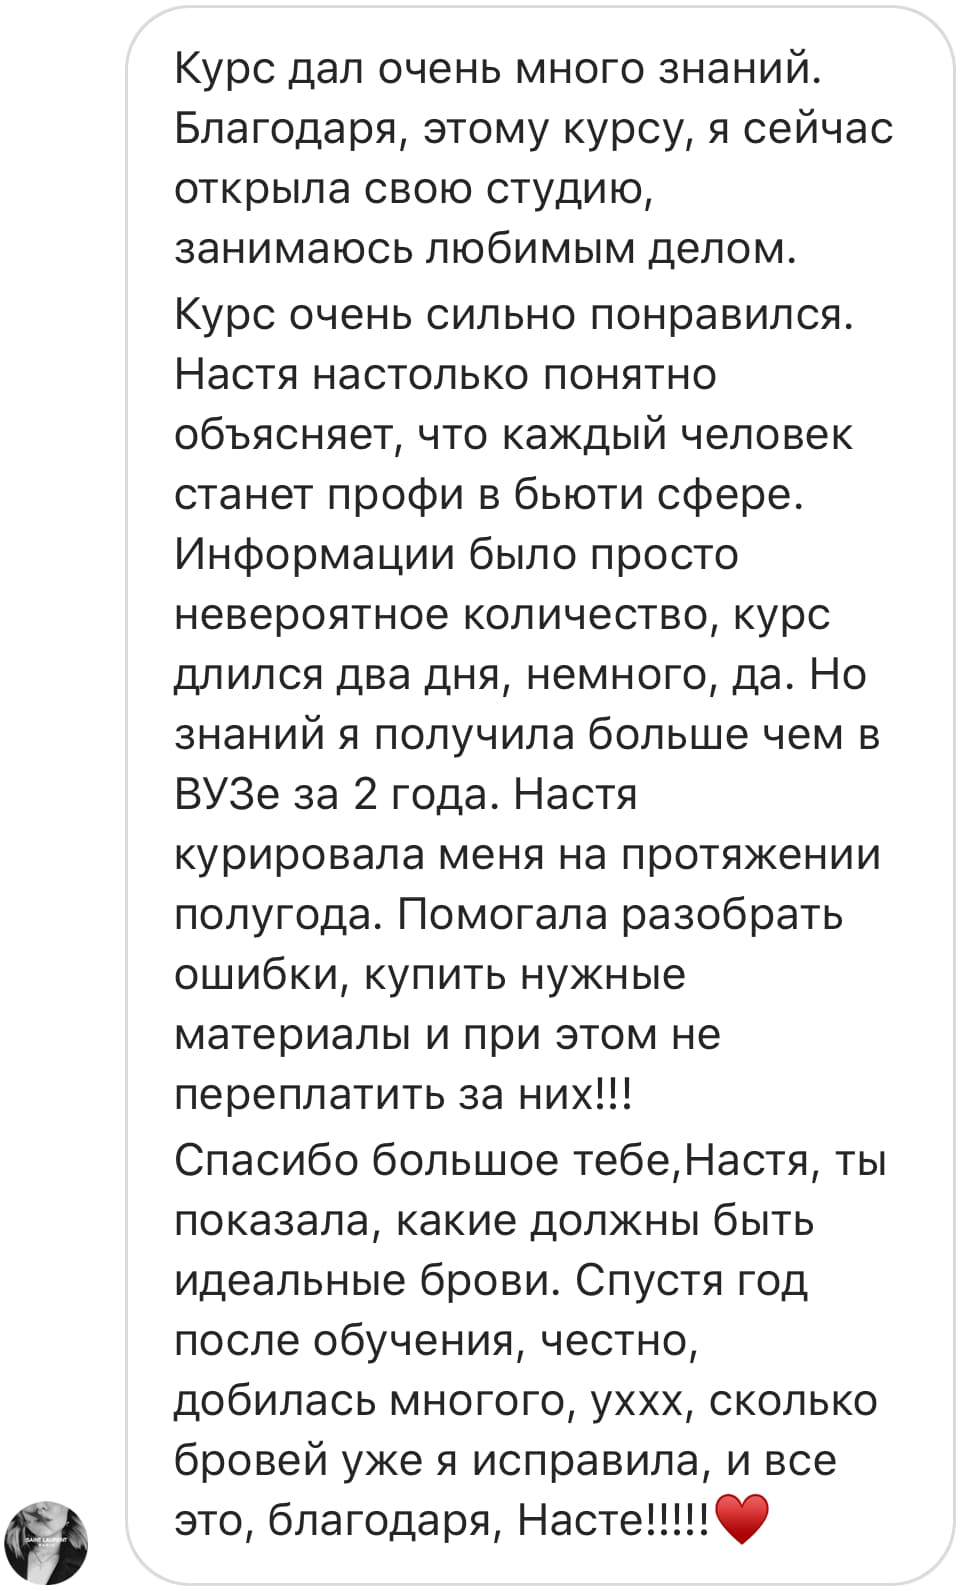 Курс дал очень много знаний.
Благодаря, этому курсу, я сейчас
открыла свою студию,
занимаюсь любимым делом.
Курс очень сильно понравился.
Настя настолько понятно
объясняет, что каждый человек
станет профи в бьюти сфере.
Информации было просто
невероятное количество, курс
длился два дня, немного, да. Но
знаний я получила больше чем в
ВУЗе за 2 года. Настя
курировала меня на протяжении
полугода. Помогала разобрать
ошибки, купить нужные
материалы и при этом не
переплатить за них!!!
Спасибо большое тебе,Настя, ты
показала, какие должны быть
идеальные брови. Спустя год
после обучения, честно,
добилась многого, уххх, сколько
бровей уже я исправила, и все
это, благодаря, Насте!!!!!❤️
SAINT LAURENT